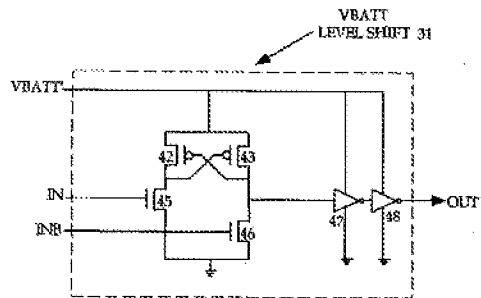 VBATT
LEVEL SHIFT 31
VBATT
42
43
IN
45
47
48
OUT
INB
46